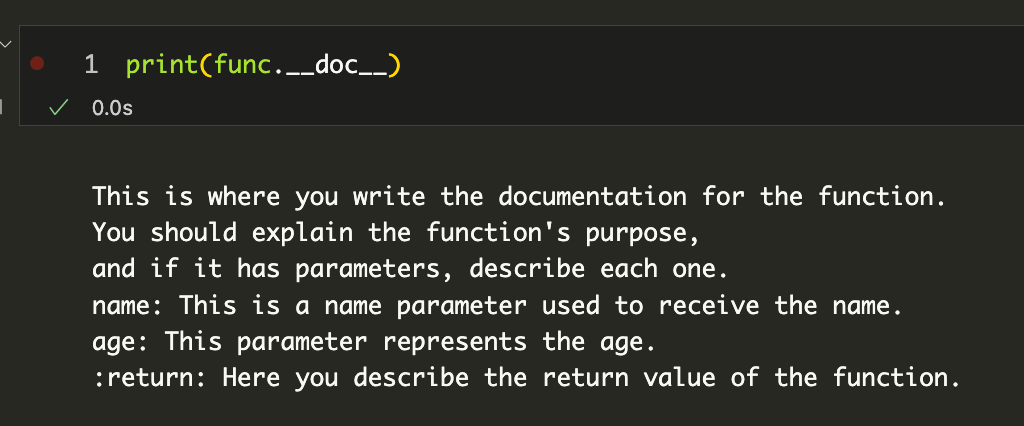 1 print(func.__doc__)
0.0s
This is where you write the documentation for the function.
You should explain the function's purpose,
and if it has parameters, describe each one.
name: This is a name parameter used to receive the name.
age: This parameter represents the age.
:return: Here you describe the return value of the function.